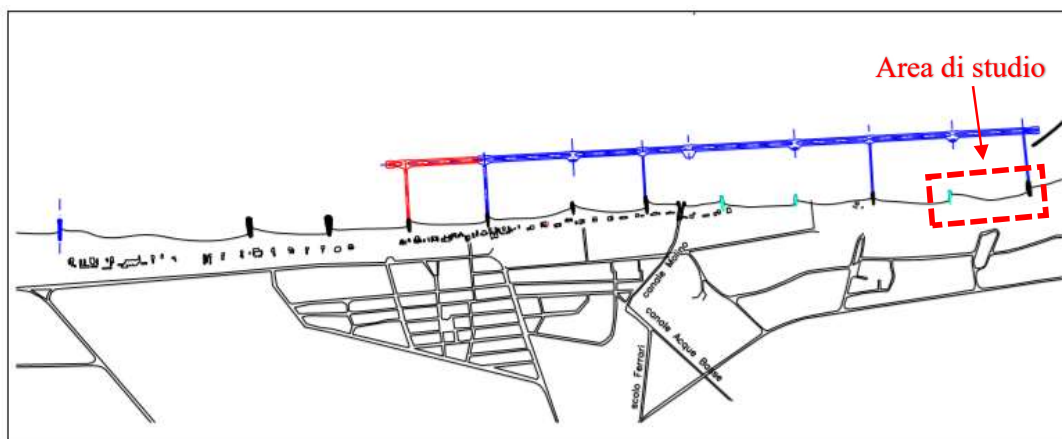 Area di studio
canale Molino
canale Acque Basse
scolo Ferrari